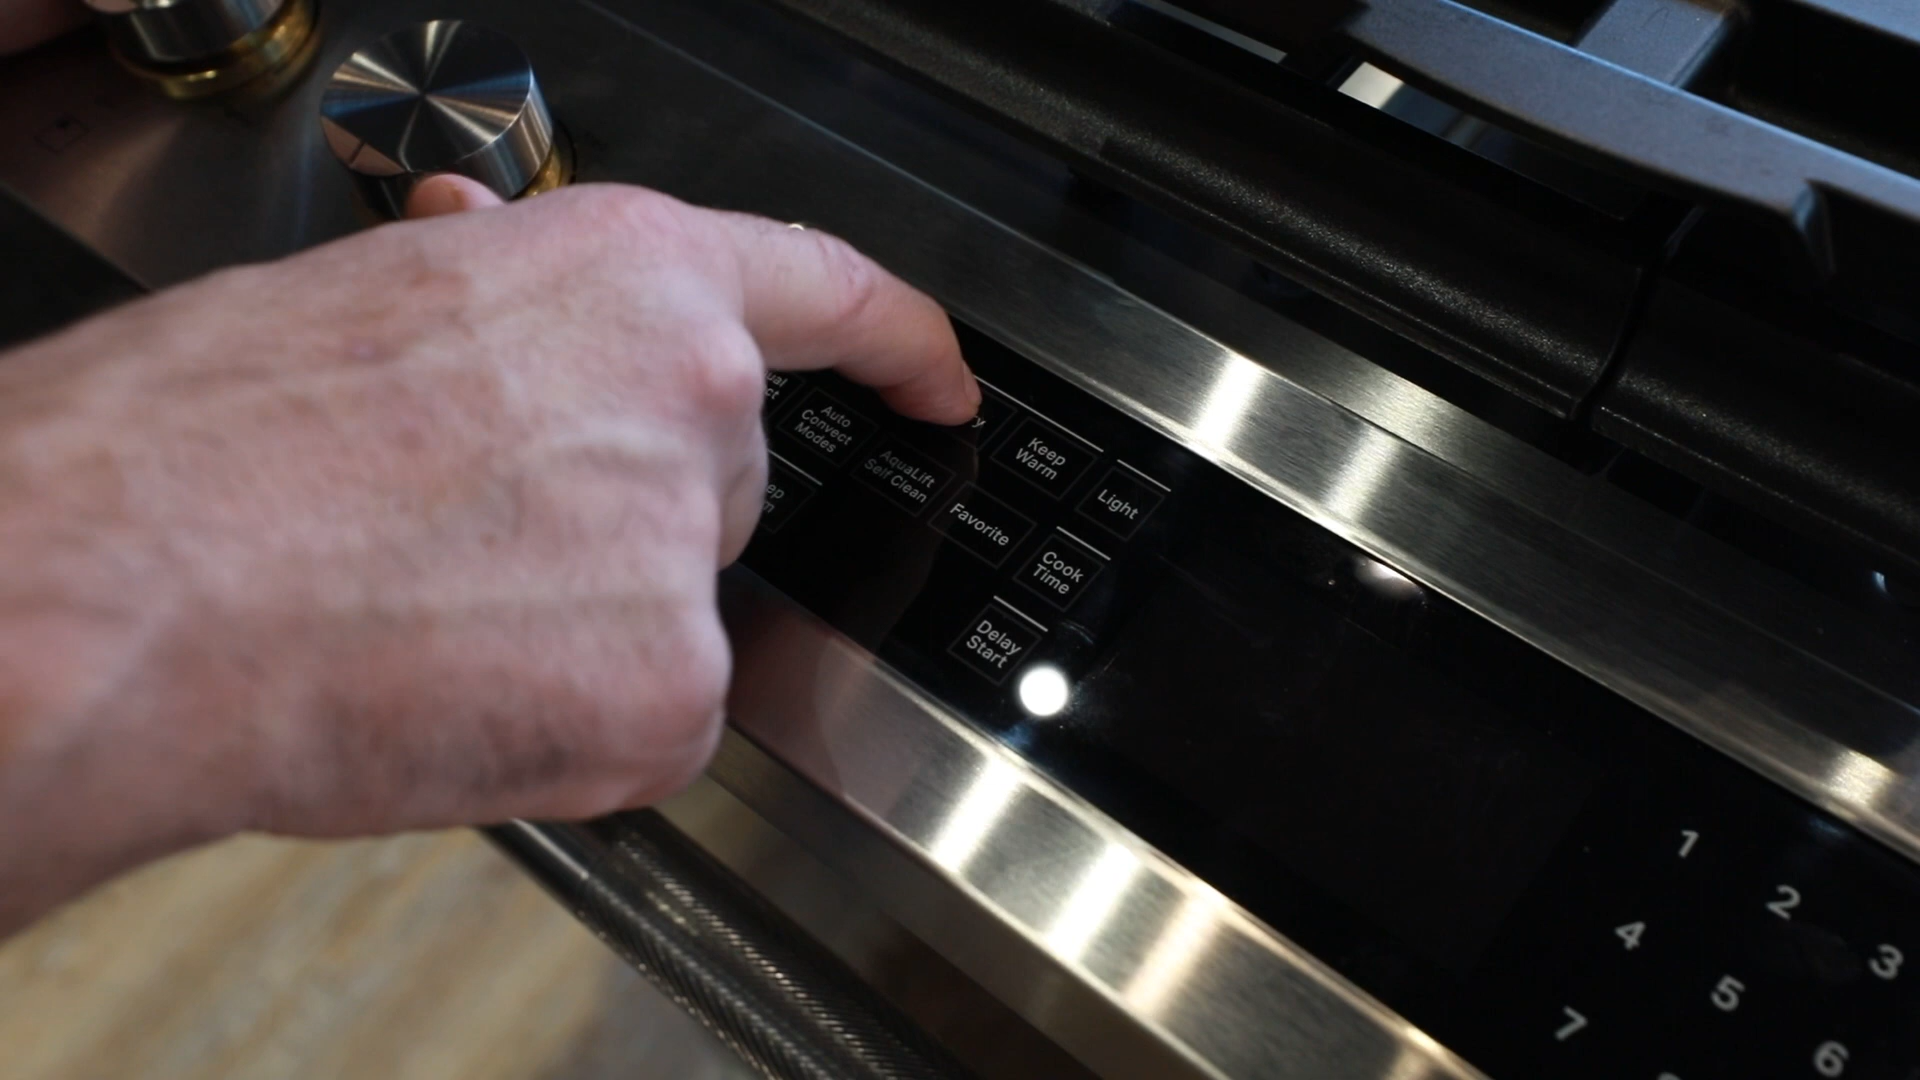 Auto
Convect
Modes
AquaLift
Self Clean
Favorite
Keep
Warm
Light
Cook
Time
Delay
Start
1
2
3
4
5
6
7